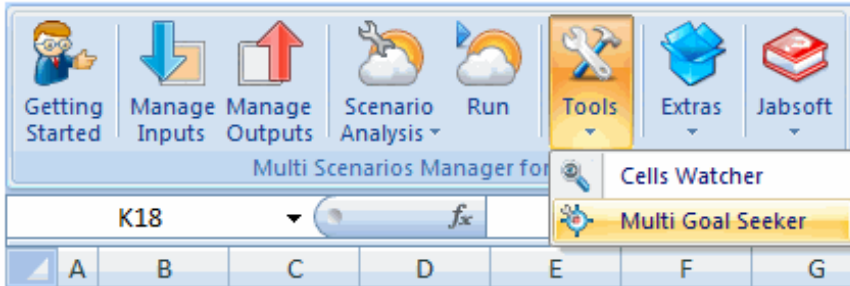 Getting Started
Manage Inputs
Manage Outputs
Scenario Analysis
Run
Tools
Extras
Jabsoft
Multi Scenarios Manager for
Cells Watcher
K18
fx
Multi Goal Seeker
A B C D E F G